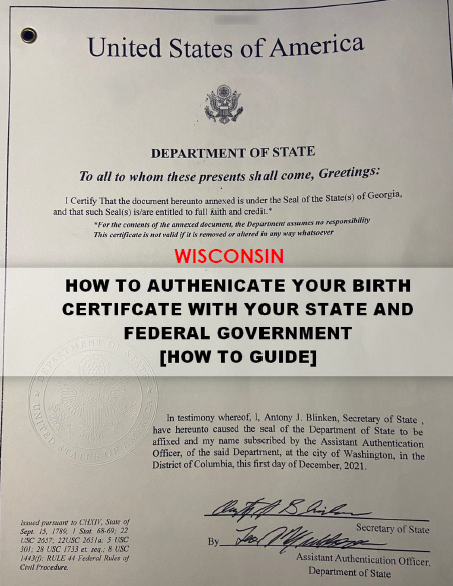 United States of America
DEPARTMENT OF STATE
To all to whom these presents shall come, Greetings:
I Certify That the document hereunto annexed is under the Seal of the State(s) of Georgia,
and that such Seal(s) is/are entitled to full faith and credit.*
*For the contents of the annexed document, the Department assumes no responsibility
This certificate is not valid if it is removed or altered in any way whatsoever
WISCONSIN
HOW TO AUTHENICATE YOUR BIRTH
CERTIFCATE WITH YOUR STATE AND
FEDERAL GOVERNMENT
[HOW TO GUIDE]
In testimony whereof, I, Antony J. Blinken, Secretary of State ,
have hereunto caused the seal of the Department of State to be
affixed and my name subscribed by the Assistant Authentication
Officer, of the said Department, at the city of Washington, in the
District of Columbia, this first day of December, 2021.
Secretary of State
By
Assistant Authentication Officer,
Department of State
Issued pursuant to CHXIV, State of
Sept. 15, 1789, 1 Stat 68-69; 22
USC 2657; 22USC 2651a; 5 USC
301; 28 USC 1733 et. seq.; 8 USC
1443(f); RULE 44 Federal Rules of
Civil Procedure.